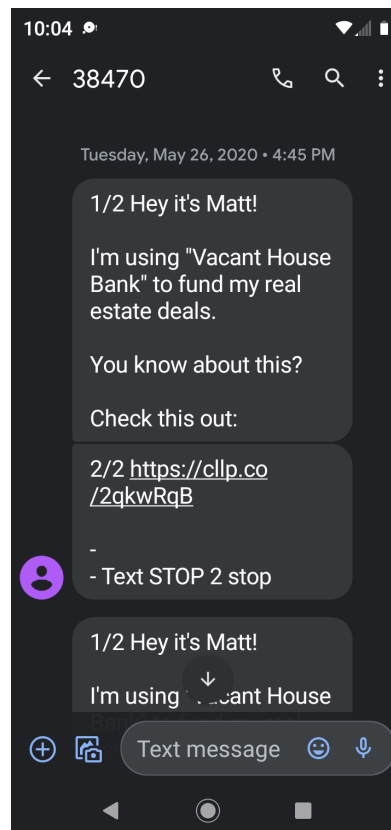 10:04
38470
Tuesday, May 26, 2020 • 4:45 PM
1/2 Hey it's Matt!
I'm using "Vacant House
Bank" to fund my real
estate deals.
You know about this?
Check this out:
2/2 https://cllp.co
/2qkwRqB
-
- Text STOP 2 stop
1/2 Hey it's Matt!
I'm using House
Text message